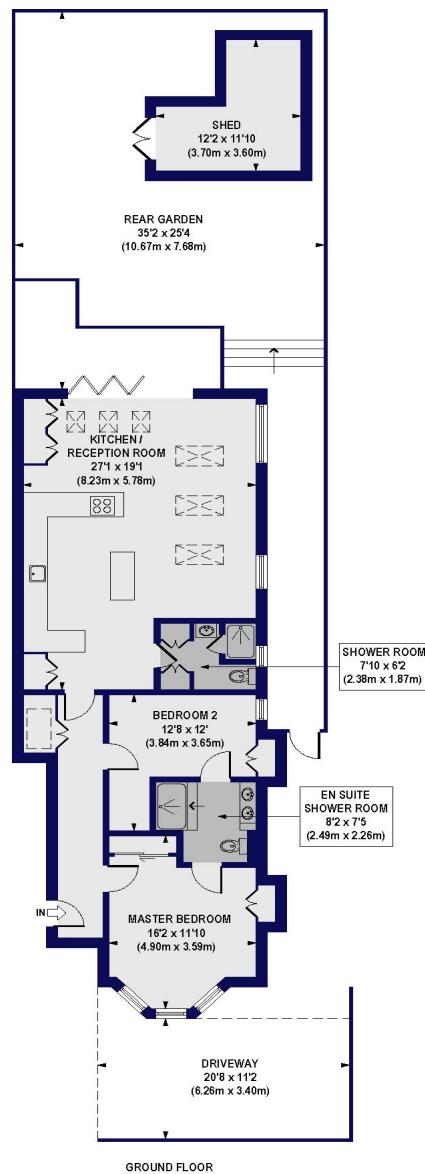 SHED
12'2 x 11'10
(3.70m x 3.60m)
REAR GARDEN
35'2 x 25'4
(10.67m x 7.68m)
KITCHEN /
RECEPTION ROOM
27'1 x 19'1
(8.23m x 5.78m)
SHOWER ROOM
7'10 x 6'2
(2.38m x 1.87m)
BEDROOM 2
12'8 x 12'
(3.84m x 3.65m)
EN SUITE
SHOWER ROOM
8'2 x 7'5
(2.49m x 2.26m)
IN
MASTER BEDROOM
16'2 x 11'10
(4.90m x 3.59m)
DRIVEWAY
20'8 x 11'2
(6.26m x 3.40m)
GROUND FLOOR